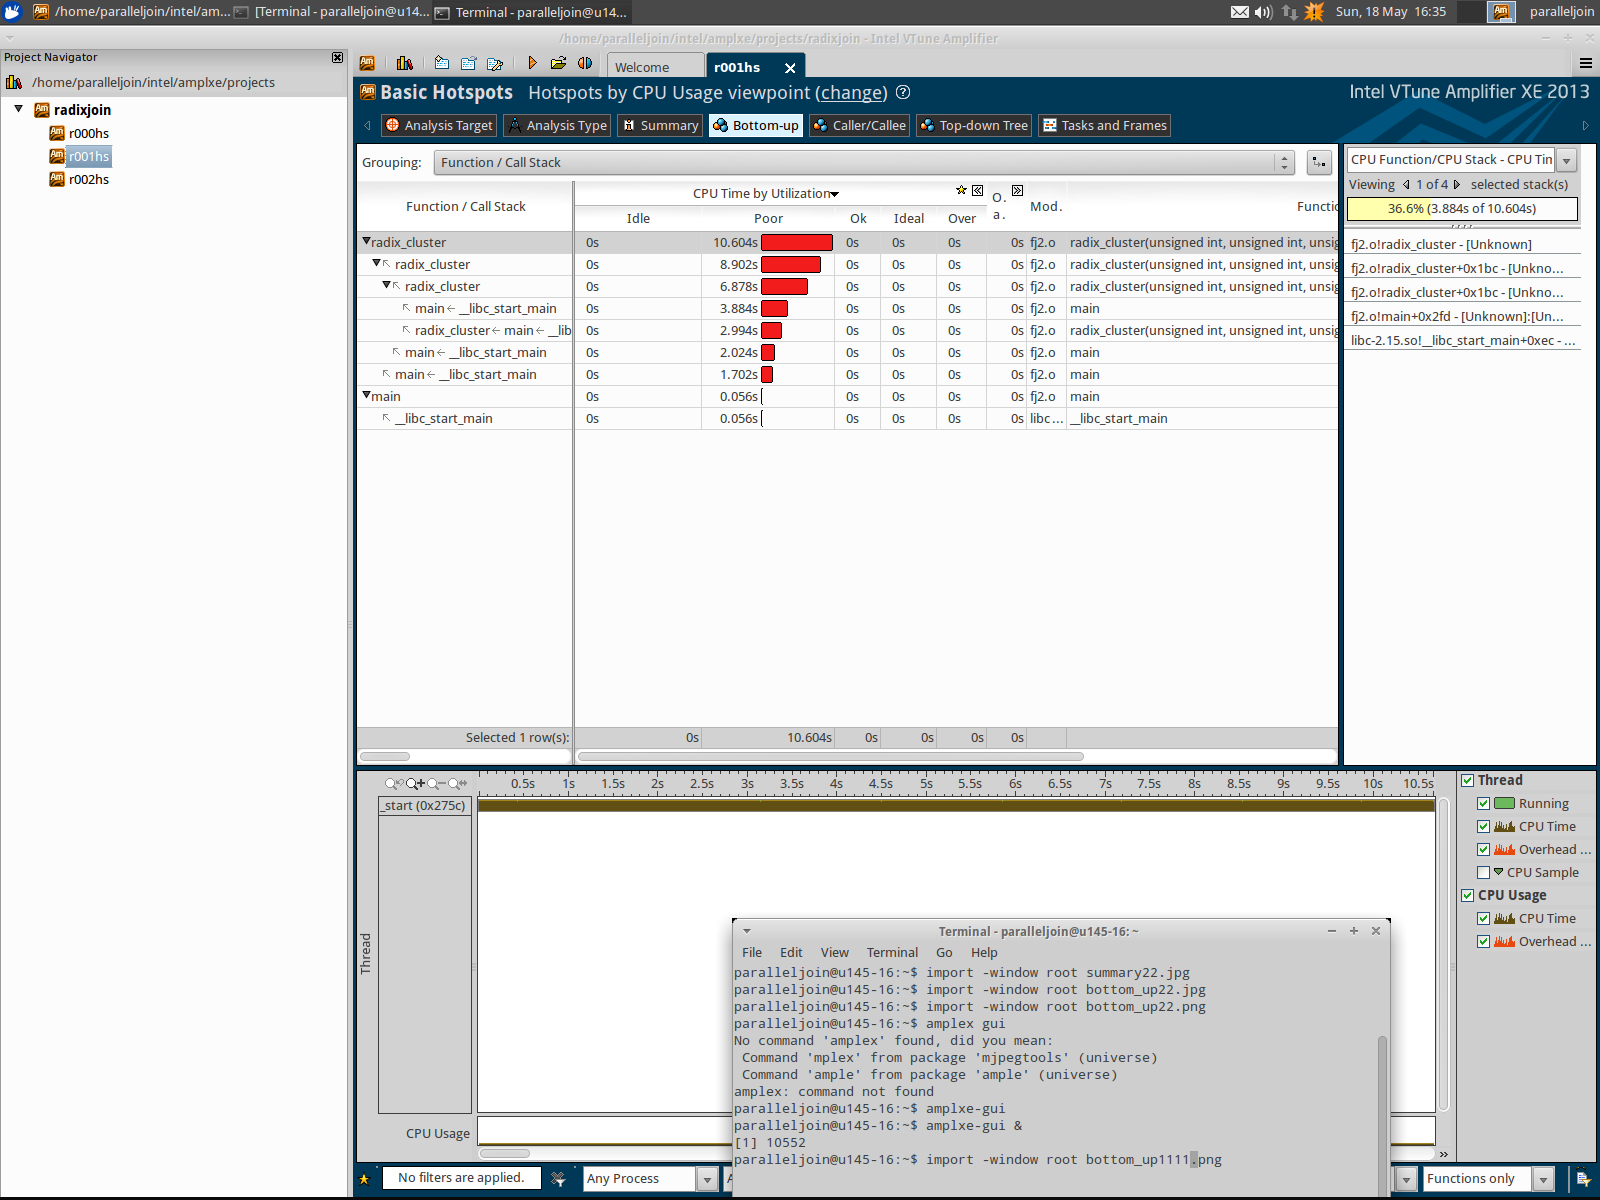 /home/paralleljoin/intel/am... [Terminal - paralleljoin@u14... Terminal - paralleljoin@u14... Sun, 18 May 16:35 paralleljoin
/home/paralleljoin/intel/amplxe/projects/radixjoin - Intel VTune Amplifier
Project Navigator
/home/paralleljoin/intel/amplxe/projects
radixjoin
r000hs
r001hs
r002hs
Welcome r001hs
Basic Hotspots Hotspots by CPU Usage viewpoint (change) Intel VTune Amplifier XE 2013
Analysis Target Analysis Type Summary Bottom-up Caller/Callee Top-down Tree Tasks and Frames
Grouping: Function / Call Stack
Function / Call Stack CPU Time by Utilization O. a. Mod. Functio
Idle Poor Ok Ideal Over
radix_cluster 0s 10.604s 0s 0s 0s 0s fj2.o radix_cluster(unsigned int, unsigned int, unsig
radix_cluster 0s 8.902s 0s 0s 0s 0s fj2.o radix_cluster(unsigned int, unsigned int, unsig
radix_cluster 0s 6.878s 0s 0s 0s 0s fj2.o radix_cluster(unsigned int, unsigned int, unsig
main ← __libc_start_main 0s 3.884s 0s 0s 0s 0s fj2.o main
radix_cluster ← main ← __lib 0s 2.994s 0s 0s 0s 0s fj2.o radix_cluster(unsigned int, unsigned int, unsig
main ← __libc_start_main 0s 2.024s 0s 0s 0s 0s fj2.o main
main ← __libc_start_main 0s 1.702s 0s 0s 0s 0s fj2.o main
main 0s 0.056s 0s 0s 0s 0s fj2.o main
__libc_start_main 0s 0.056s 0s 0s 0s 0s libc ... __libc_start_main
Selected 1 row(s): 0s 10.604s 0s 0s 0s 0s
CPU Function/CPU Stack - CPU Tin
Viewing 1 of 4 selected stack(s)
36.6% (3.884s of 10.604s)
fj2.o!radix_cluster - [Unknown]
fj2.o!radix_cluster+0x1bc - [Unkno...
fj2.o!radix_cluster+0x1bc - [Unkno...
fj2.o!main+0x2fd - [Unknown]:[Un...
libc-2.15.so!__libc_start_main+0xec - ...
0.5s 1s 1.5s 2s 2.5s 3s 3.5s 4s 4.5s 5s 5.5s 6s 6.5s 7s 7.5s 8s 8.5s 9s 9.5s 10s 10.5s
_start (0x275c)
Thread
CPU Usage
Thread
Running
CPU Time
Overhead ...
CPU Sample
CPU Usage
CPU Time
Overhead ...
Terminal - paralleljoin@u145-16: ~
File Edit View Terminal Go Help
paralleljoin@u145-16:~$ import -window root summary22.jpg
paralleljoin@u145-16:~$ import -window root bottom_up22.jpg
paralleljoin@u145-16:~$ import -window root bottom_up22.png
paralleljoin@u145-16:~$ amplex gui
No command 'amplex' found, did you mean:
Command 'mplex' from package 'mjpegtools' (universe)
Command 'ample' from package 'ample' (universe)
amplex: command not found
paralleljoin@u145-16:~$ amplxe-gui
paralleljoin@u145-16:~$ amplxe-gui &
[1] 10552
paralleljoin@u145-16:~$ import -window root bottom_up1111.png
No filters are applied. Any Process A Functions only